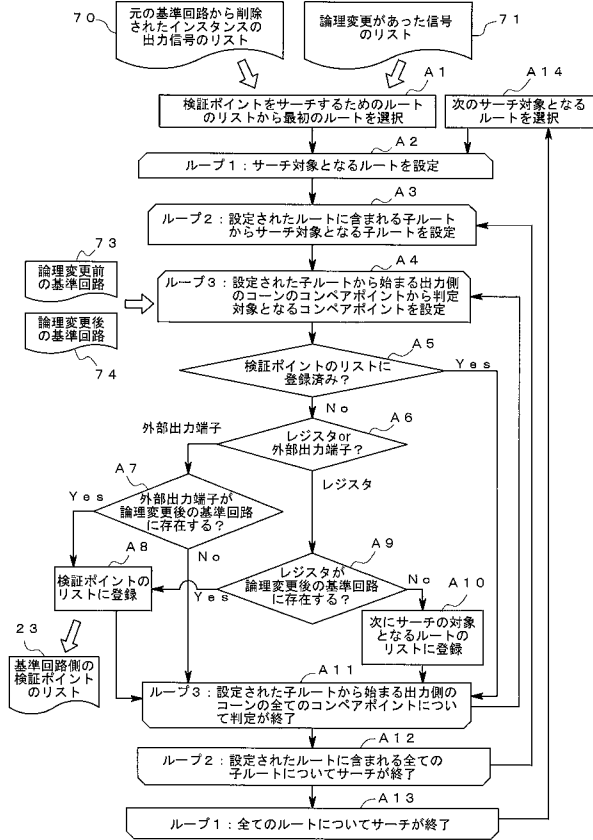 70
元の基準回路から削除
されたインスタンスの
出力信号のリスト
論理変更があった信号
のリスト
71
A1
検証ポイントをサーチするためのルート
のリストから最初のルートを選択
A14
次のサーチ対象となる
ルートを選択
A2
ループ1：サーチ対象となるルートを設定
A3
ループ2：設定されたルートに含まれる子ルート
からサーチ対象となる子ルートを設定
73
論理変更前
の基準回路
論理変更後
の基準回路
74
A4
ループ3：設定された子ルートから始まる出力側
のコーンのコンペアポイントから判定
対象となるコンペアポイントを設定
A5
検証ポイントのリストに
登録済み？
Yes
No
A6
レジスタor
外部出力端子？
外部出力端子
レジスタ
A7
外部出力端子が
論理変更後の基準回路
に存在する？
Yes
No
A8
検証ポイントの
リストに登録
A9
レジスタが
論理変更後の基準回路
に存在する？
Yes
No
A10
次にサーチの対象
となるルートの
リストに登録
23
基準回路側の
検証ポイント
のリスト
A11
ループ3：設定された子ルートから始まる出力側の
コーンの全てのコンペアポイントについ
て判定が終了
A12
ループ2：設定されたルートに含まれる全ての
子ルートについてサーチが終了
A13
ループ1：全てのルートについてサーチが終了